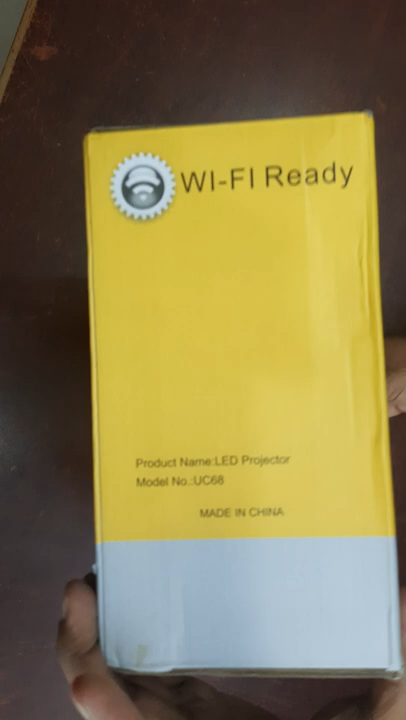 WI-FI Ready
Product Name:LED Projector
Model No.:UC68
MADE IN CHINA